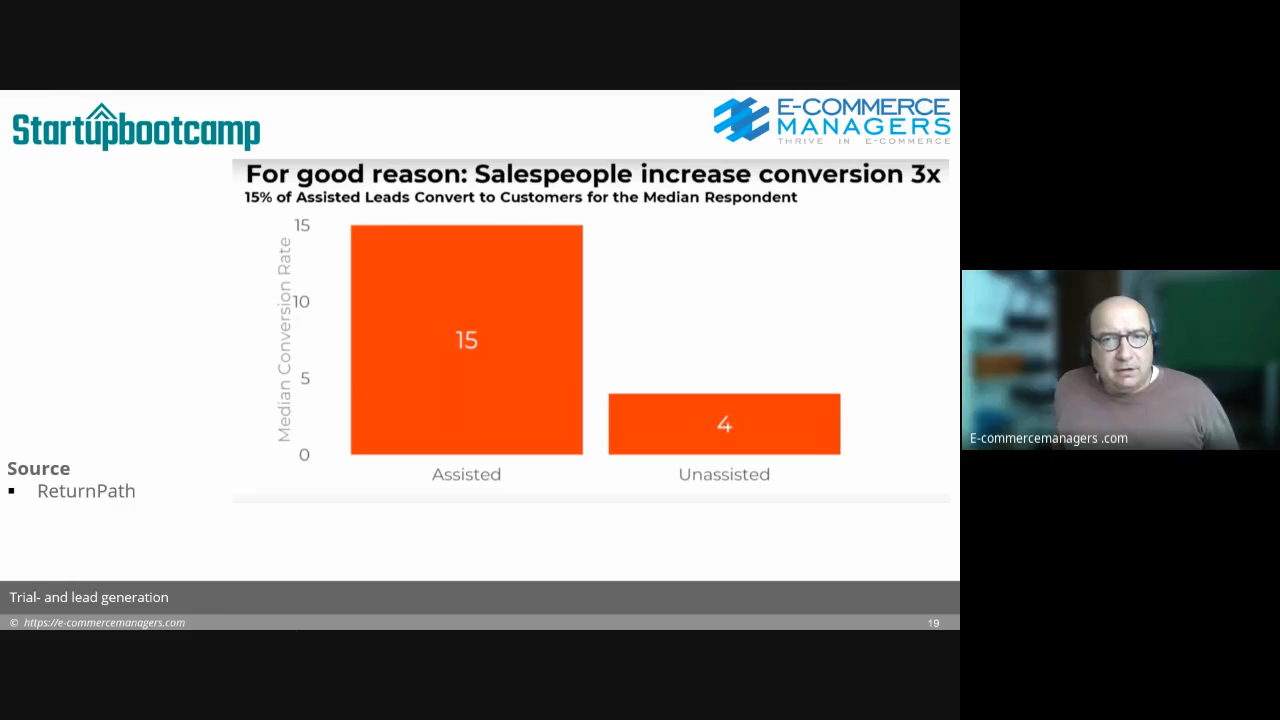 Startupbootcamp
E-COMMERCE
MANAGERS
THRIVE IN E-COMMERCE
For good reason: Salespeople increase conversion 3x
15% of Assisted Leads Convert to Customers for the Median Respondent
Median Conversion Rate
15
10
5
0
15
4
Assisted
Unassisted
Source
▪ ReturnPath
Trial- and lead generation
© https://e-commercemanagers.com
19
E-commercemanagers .com